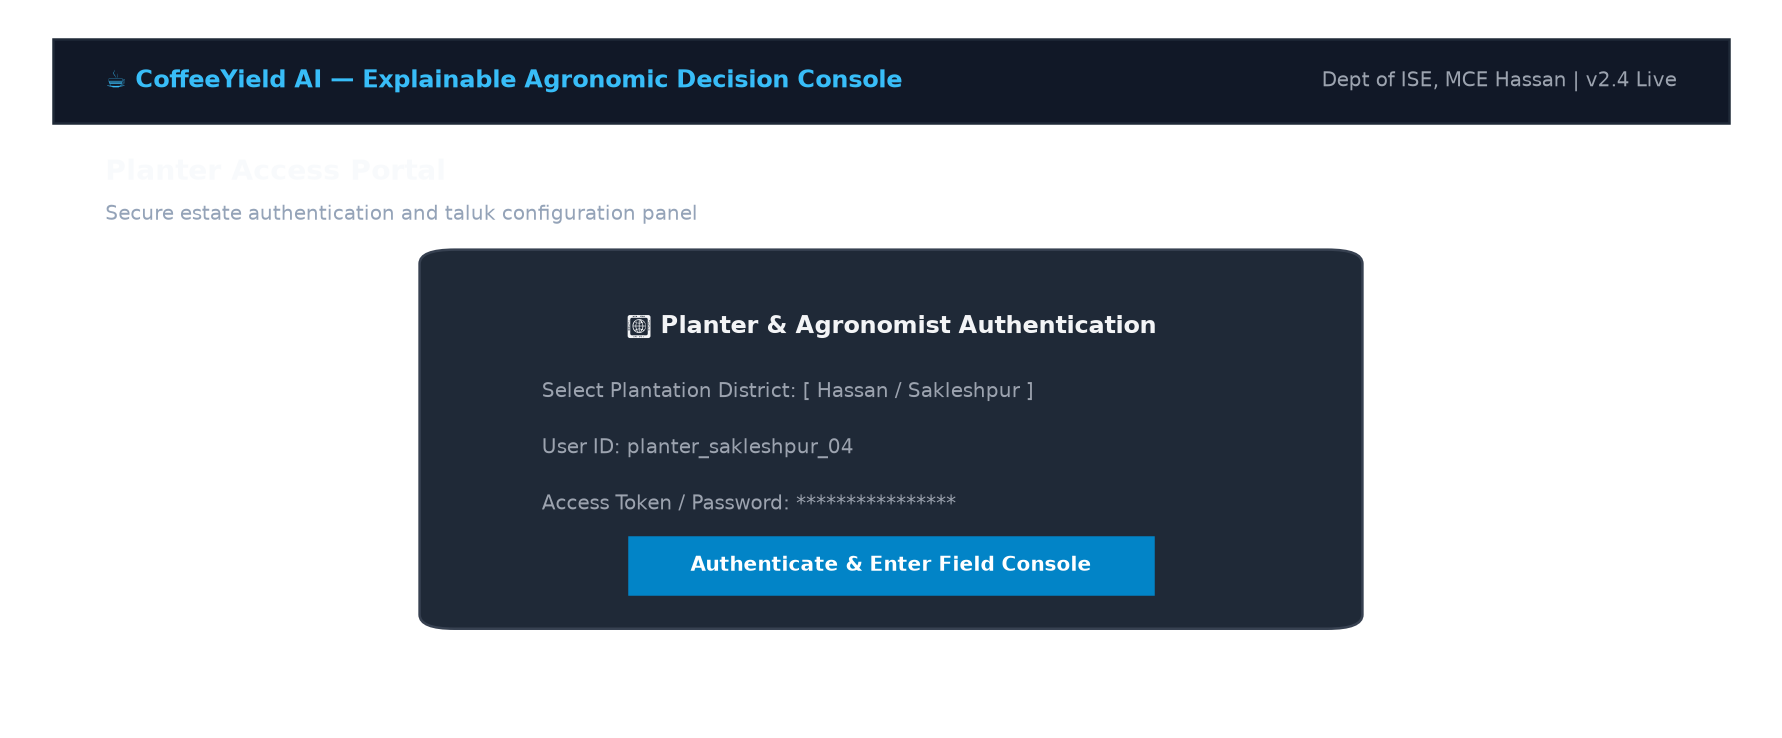 ☕ CoffeeYield AI — Explainable Agronomic Decision Console
Dept of ISE, MCE Hassan | v2.4 Live
Planter Access Portal
Secure estate authentication and taluk configuration panel
Planter & Agronomist Authentication
Select Plantation District: [ Hassan / Sakleshpur ]
User ID: planter_sakleshpur_04
Access Token / Password: ****************
Authenticate & Enter Field Console